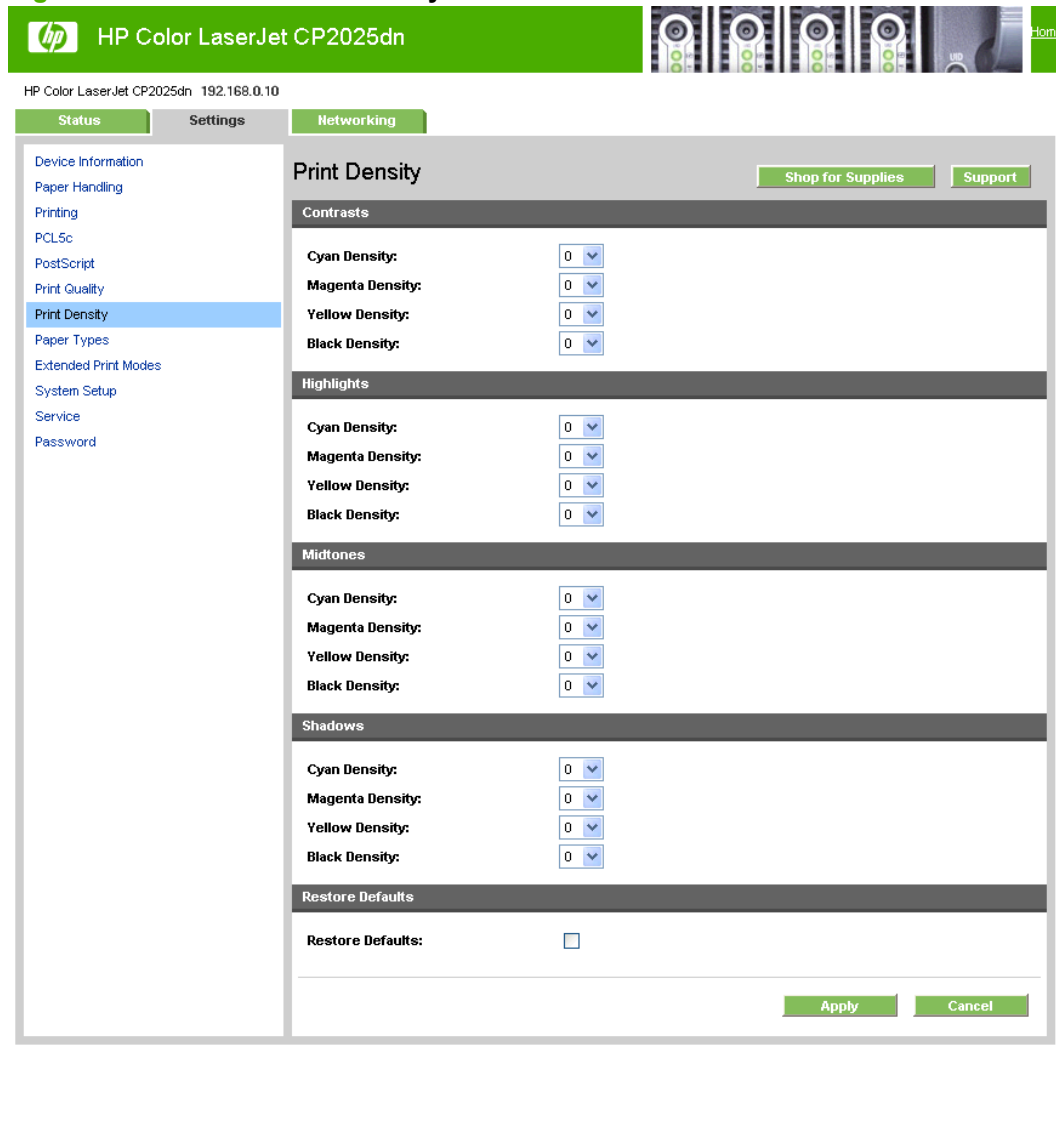 hp HP Color LaserJet CP2025dn
HP Color LaserJet CP2025dn 192.168.0.10
Status Settings Networking
Device Information
Paper Handling
Printing
PCL5c
PostScript
Print Quality
Print Density
Paper Types
Extended Print Modes
System Setup
Service
Password
Print Density
Shop for Supplies Support
Contrasts
Cyan Density: 0
Magenta Density: 0
Yellow Density: 0
Black Density: 0
Highlights
Cyan Density: 0
Magenta Density: 0
Yellow Density: 0
Black Density: 0
Midtones
Cyan Density: 0
Magenta Density: 0
Yellow Density: 0
Black Density: 0
Shadows
Cyan Density: 0
Magenta Density: 0
Yellow Density: 0
Black Density: 0
Restore Defaults
Restore Defaults:
Apply Cancel